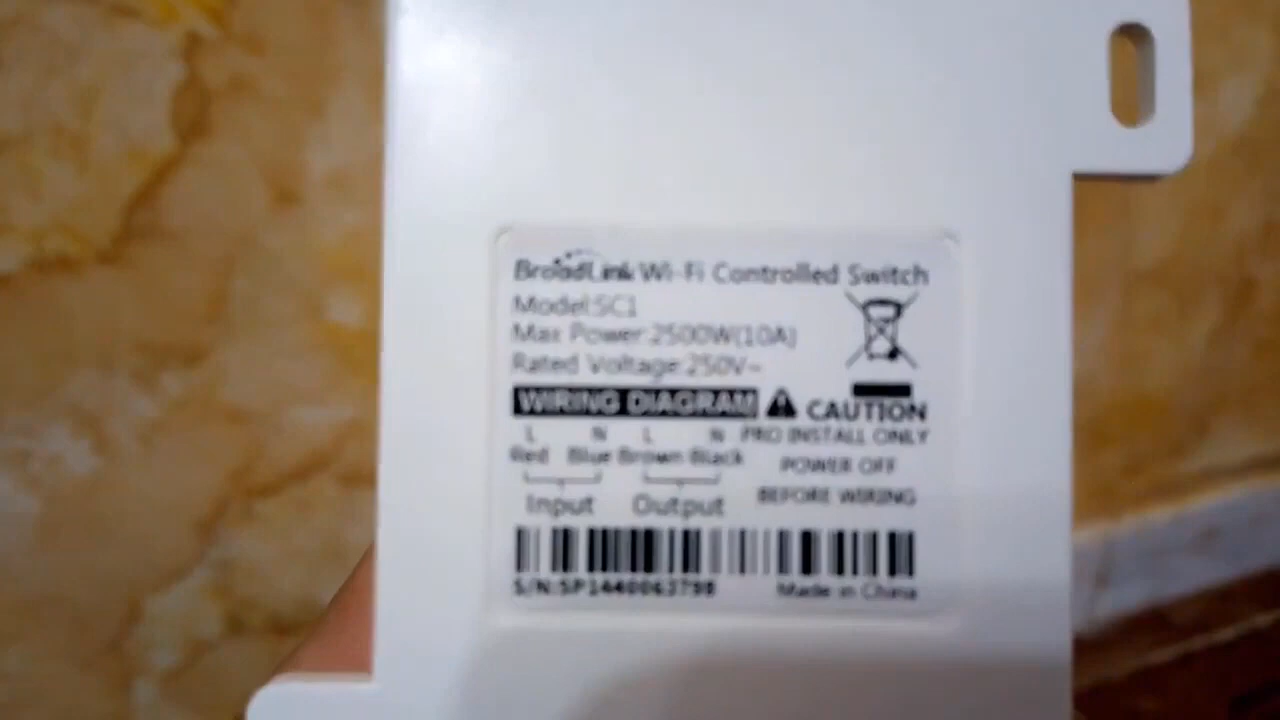 BroadLink Wi-Fi Controlled Switch
Model:SC1
Max Power:2500W(10A)
Rated Voltage:250V~
WIRING DIAGRAM
L N L N
Red Blue Brown Black
Input Output
CAUTION
PRO INSTALL ONLY
POWER OFF
BEFORE WIRING
S/N:SP1440063798
Made in China